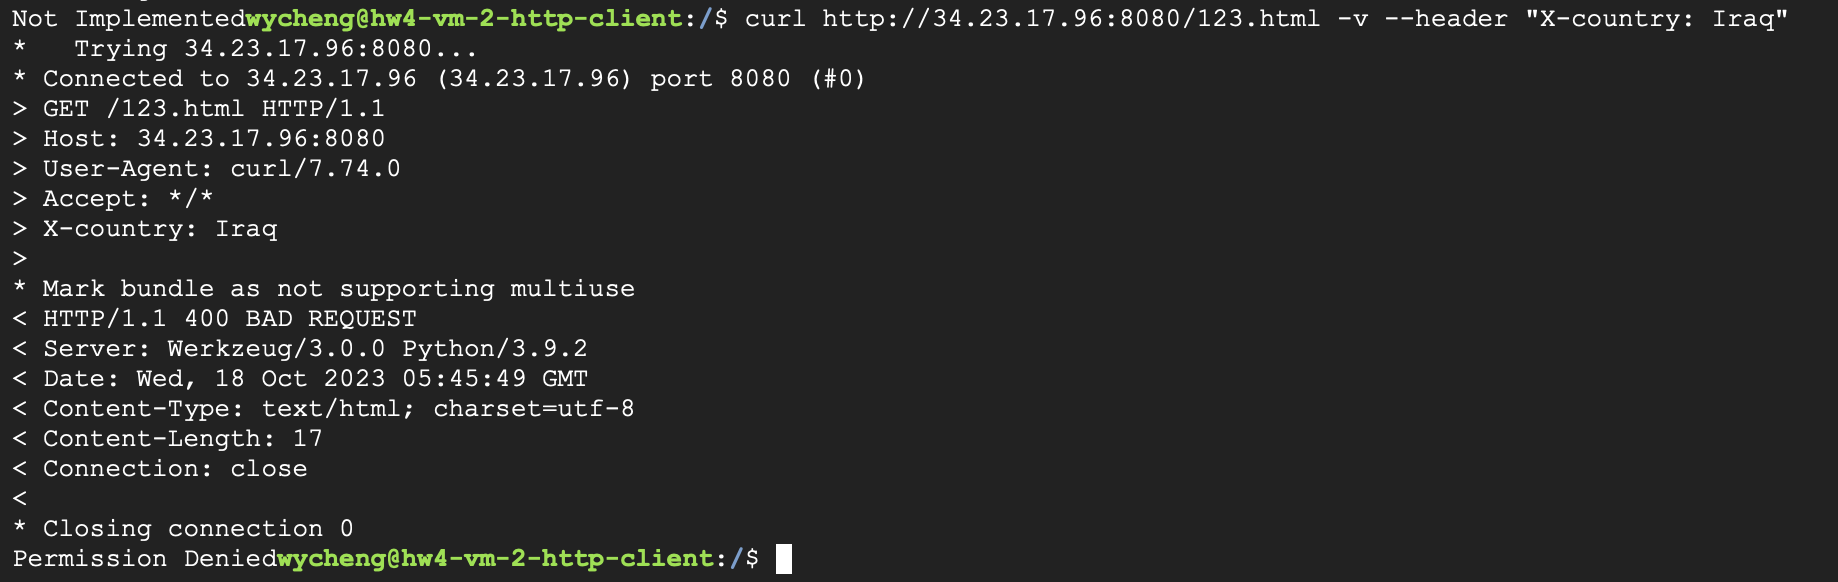 Not Implementedwycheng@hw4-vm-2-http-client:/$ curl http://34.23.17.96:8080/123.html -v --header "X-country: Iraq"
*   Trying 34.23.17.96:8080...
* Connected to 34.23.17.96 (34.23.17.96) port 8080 (#0)
> GET /123.html HTTP/1.1
> Host: 34.23.17.96:8080
> User-Agent: curl/7.74.0
> Accept: */*
> X-country: Iraq
>
* Mark bundle as not supporting multiuse
< HTTP/1.1 400 BAD REQUEST
< Server: Werkzeug/3.0.0 Python/3.9.2
< Date: Wed, 18 Oct 2023 05:45:49 GMT
< Content-Type: text/html; charset=utf-8
< Content-Length: 17
< Connection: close
<
* Closing connection 0
Permission Deniedwycheng@hw4-vm-2-http-client:/$